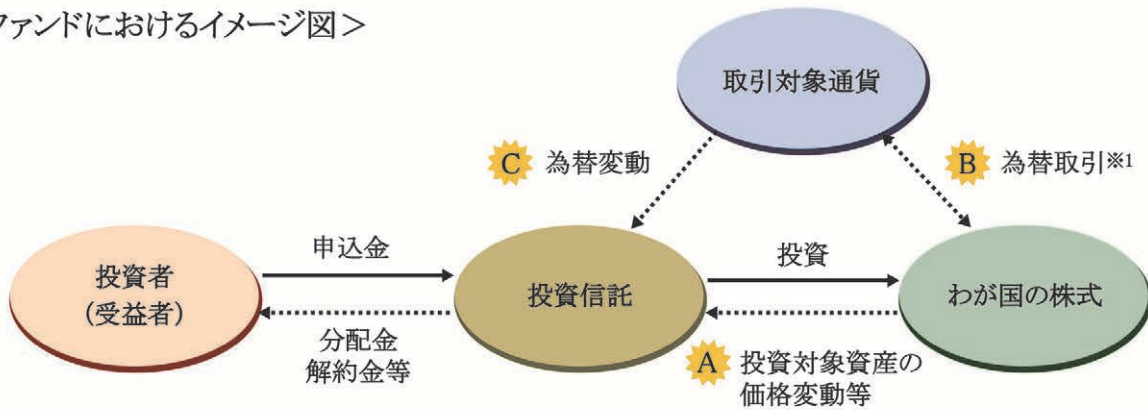 ファンドにおけるイメージ図＞
取引対象通貨
C 為替変動
B 為替取引※1
投資者
(受益者)
申込金
分配金
解約金等
投資信託
投資
わが国の株式
A 投資対象資産の
価格変動等